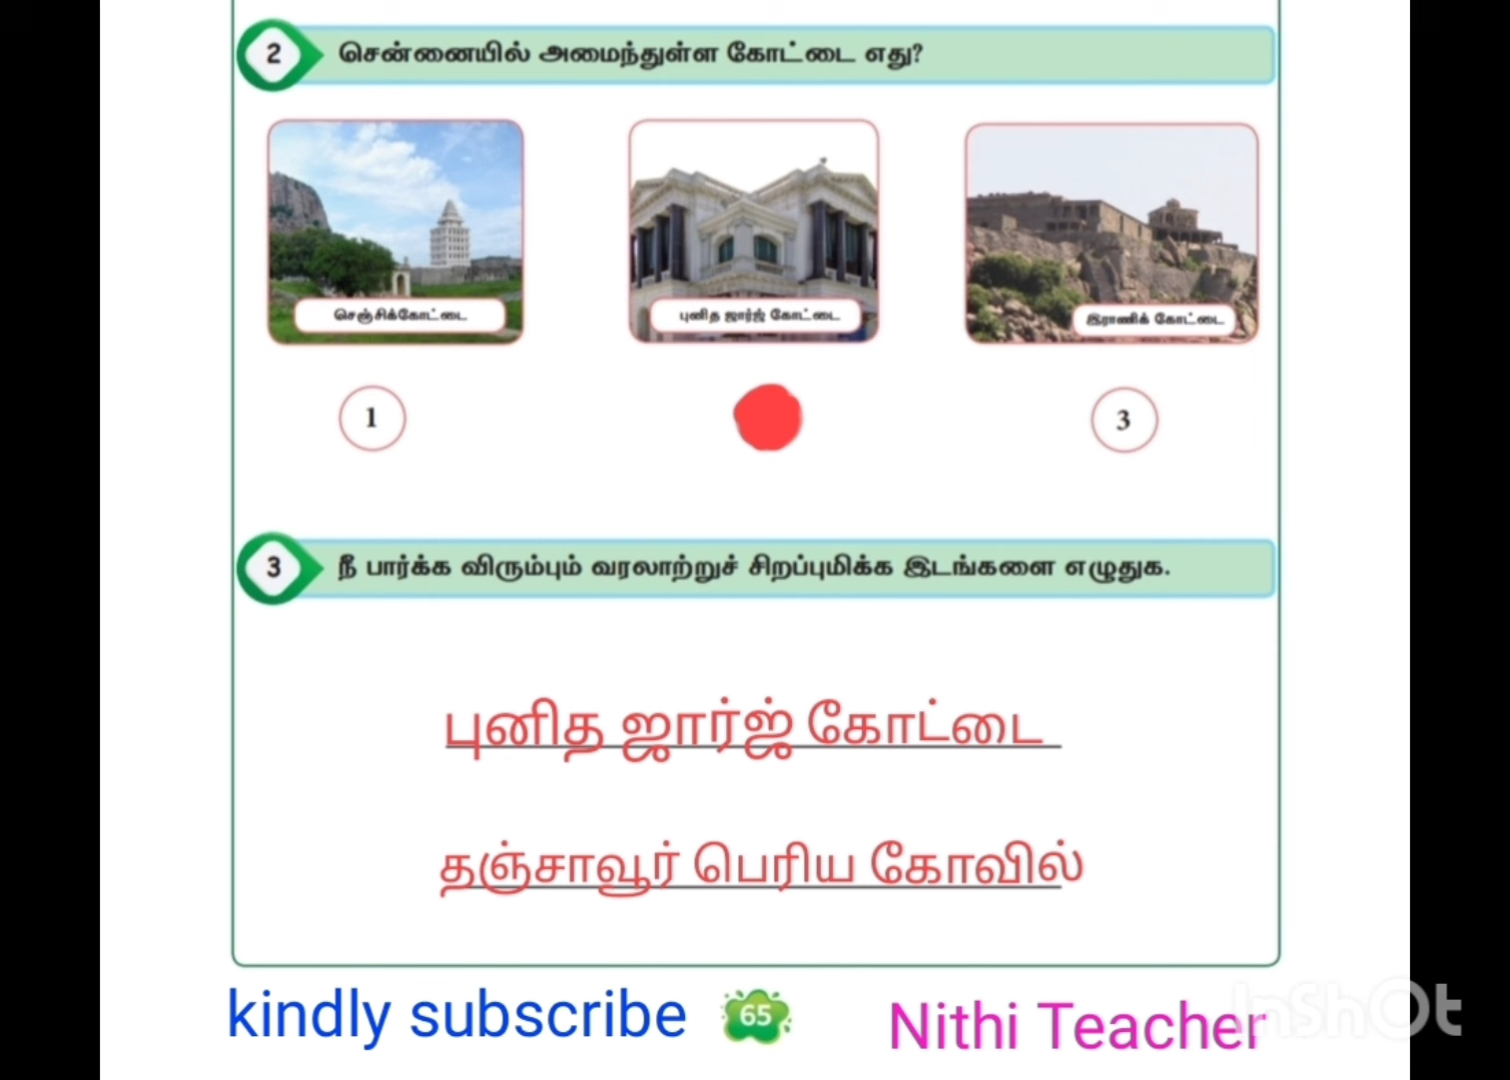 2 சென்னையில் அமைந்துள்ள கோட்டை எது?
செஞ்சிக்கோட்டை
புனித ஜார்ஜ் கோட்டை
இராணிக் கோட்டை
1
3
3 நீ பார்க்க விரும்பும் வரலாற்றுச் சிறப்புமிக்க இடங்களை எழுதுக.
புனித ஜார்ஜ் கோட்டை
தஞ்சாவூர் பெரிய கோவில்
kindly subscribe
65
Nithi Teacher
InShOt